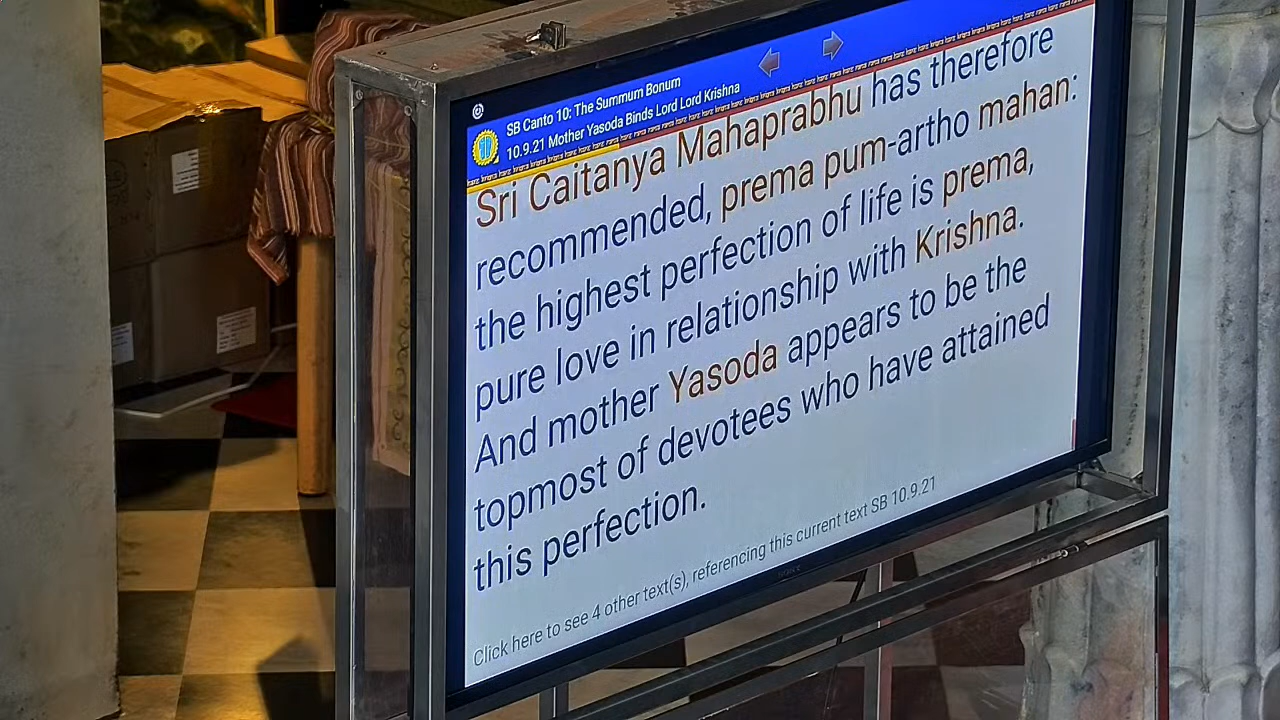 SB Canto 10: The Summum Bonum
10.9.21 Mother Yasoda Binds Lord Lord Krishna
Sri Caitanya Mahaprabhu has therefore
recommended, prema pum-artho mahan:
the highest perfection of life is prema,
pure love in relationship with Krishna.
And mother Yasoda appears to be the
topmost of devotees who have attained
this perfection.
Click here to see 4 other text(s), referencing this current text SB 10.9.21
SONY